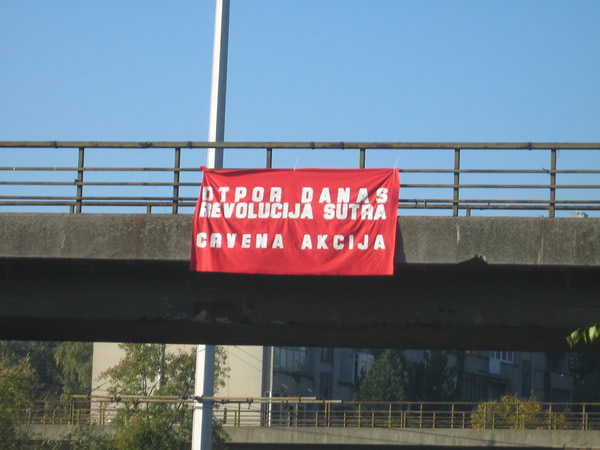 OTPOR DANAS
REVOLUCIJA SUTRA
CRVENA AKCIJA